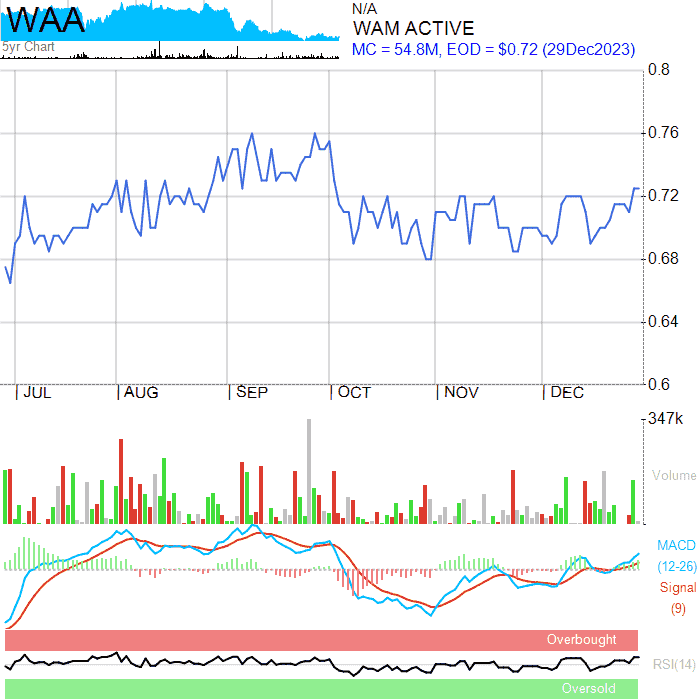 WAA
5yr Chart
N/A
WAM ACTIVE
MC = 54.8M, EOD = $0.72 (29Dec2023)
0.8
0.76
0.72
0.68
0.64
0.6
JUL AUG SEP OCT NOV DEC
347k
Volume
MACD
(12-26)
Signal
(9)
Overbought
RSI(14)
Oversold